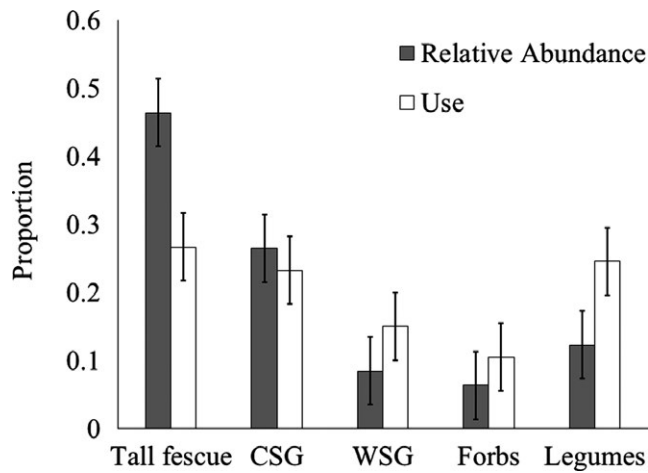 0.6
0.5
0.4
0.3
0.2
0.1
0
Proportion
Relative Abundance
Use
Tall fescue CSG WSG Forbs Legumes